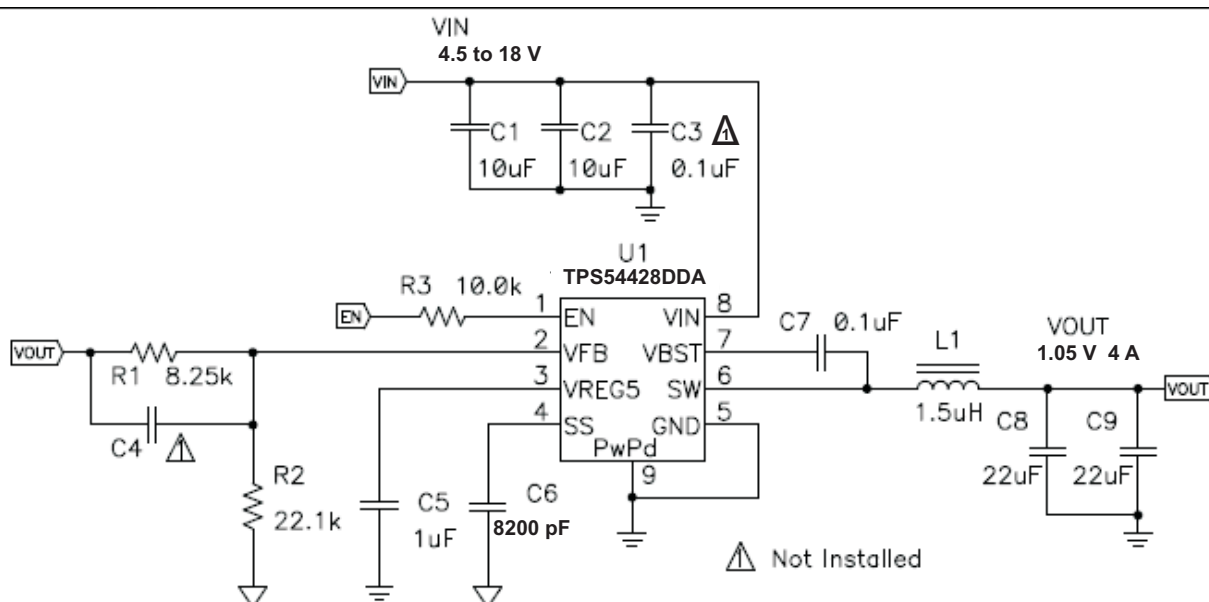 VIN
4.5 to 18 V
VIN
C1
C2
C3 1
10uF
10uF
0.1uF
U1
TPS54428DDA
R3 10.0k
EN
1
EN
VIN
8
C7
0.1uF
VOUT
1.05 V 4 A
L1
VOUT
R1 8.25k
2
VFB
VBST
7
3
VREG5
SW
6
1.5uH
VOUT
C4 1
4
SS
GND
5
PwPd
9
C8
C9
22uF
22uF
R2
22.1k
C5
1uF
C6
8200 pF
1 Not Installed